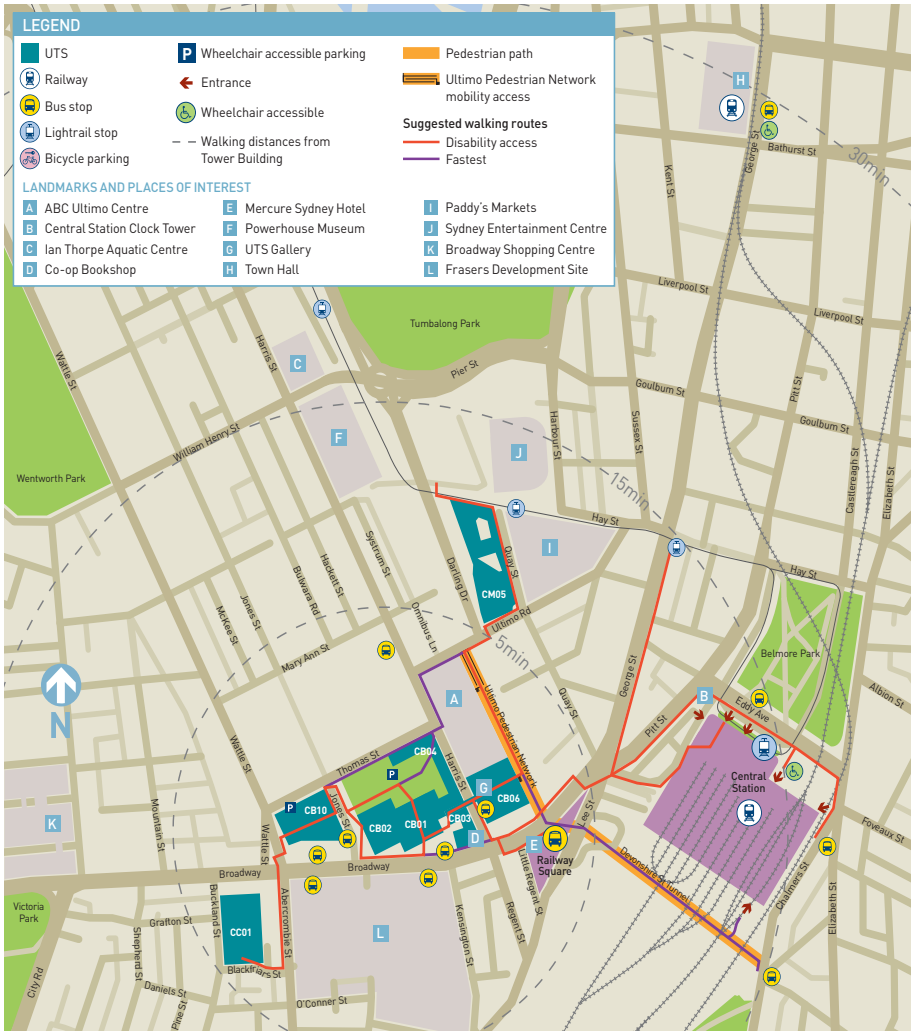 LEGEND
UTS
Railway
Bus stop
Lightrail stop
Bicycle parking
P Wheelchair accessible parking
Entrance
Wheelchair accessible
Walking distances from
Tower Building
Pedestrian path
Ultimo Pedestrian Network
mobility access
Suggested walking routes
Disability access
Fastest
LANDMARKS AND PLACES OF INTEREST
A ABC Ultimo Centre
B Central Station Clock Tower
C Ian Thorpe Aquatic Centre
D Co-op Bookshop
E Mercure Sydney Hotel
F Powerhouse Museum
G UTS Gallery
H Town Hall
I Paddy's Markets
J Sydney Entertainment Centre
K Broadway Shopping Centre
L Frasers Development Site
H
George St
Bathurst St
30min
Kent St
Liverpool St
Liverpool St
Tumbalong Park
Harris St
C
Wattle St
Pier St
Goulburn St
Pitt St
Goulburn St
Harbour St
Sussex St
William Henry St
F
J
Castlereagh St
Elizabeth St
Wentworth Park
15min
Hay St
I
Quay St
Systrum St
Hackett St
Bulwara Rd
Jones St
McKee St
Darling Dr
CM05
Hay St
Omnibus Ln
Ultimo Rd
5min
Mary Ann St
Belmore Park
George St
Albion St
N
A
Ultimo Pedestrian Network
Quay St
B
Eddy Ave
Pitt St
Wattle St
Thomas St
CB04
Harris St
P
Central
Station
G
CB06
P
CB10
Jones St
CB02
CB01
CB03
Lee St
K
Mountain St
Wattle St
D
E
Railway
Square
Foveaux St
Little Regent St
Devonshire St Tunnel
Chalmers St
Elizabeth St
Broadway
Broadway
Victoria
Park
Buckland St
Abercrombie St
Grafton St
Shepherd St
CC01
L
Kensington St
Regent St
Blackfriars St
City Rd
Daniels St
Pine St
O'Conner St